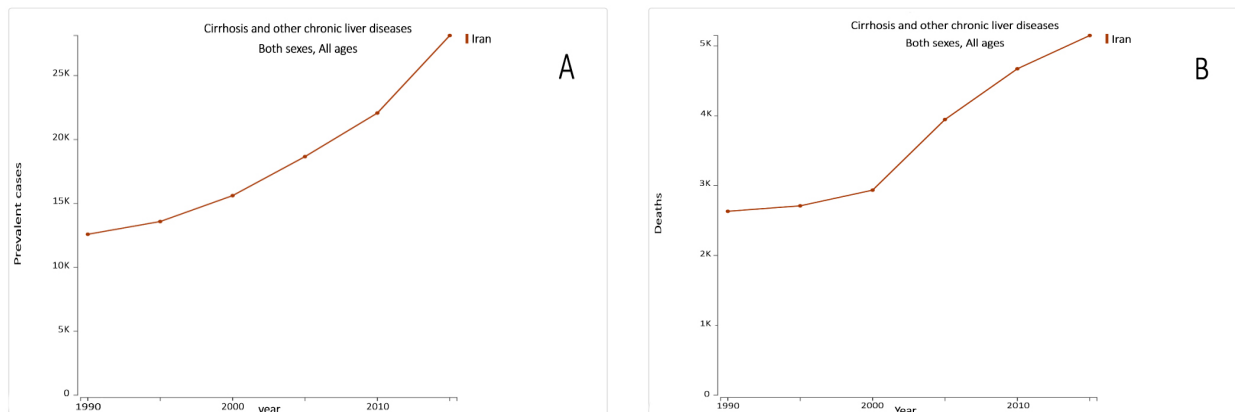 Cirrhosis and other chronic liver diseases
Both sexes, All ages
Iran
A
Prevalent cases
25K
20K
15K
10K
5K
0
1990
2000
2010
year
Cirrhosis and other chronic liver diseases
Both sexes, All ages
Iran
B
Deaths
5K
4K
3K
2K
1K
0
1990
2000
2010
Year